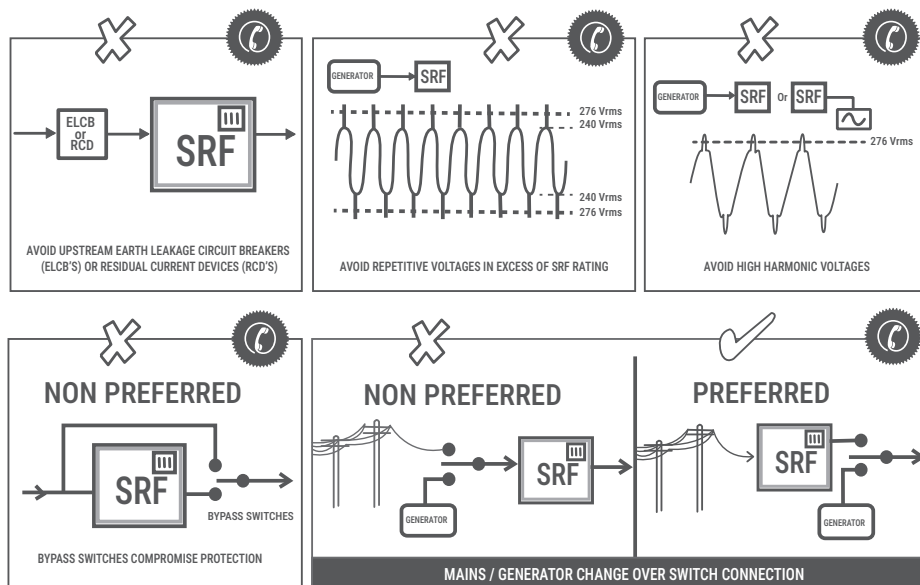 ELCB
or
RCD
SRF
AVOID UPSTREAM EARTH LEAKAGE CIRCUIT BREAKERS
(ELCB'S) OR RESIDUAL CURRENT DEVICES (RCD'S)
GENERATOR
SRF
276 Vrms
240 Vrms
240 Vrms
276 Vrms
AVOID REPETITIVE VOLTAGES IN EXCESS OF SRF RATING
GENERATOR
SRF Or SRF
276 Vrms
AVOID HIGH HARMONIC VOLTAGES
NON PREFERRED
SRF
BYPASS SWITCHES
BYPASS SWITCHES COMPROMISE PROTECTION
NON PREFERRED
SRF
GENERATOR
PREFERRED
SRF
GENERATOR
MAINS / GENERATOR CHANGE OVER SWITCH CONNECTION